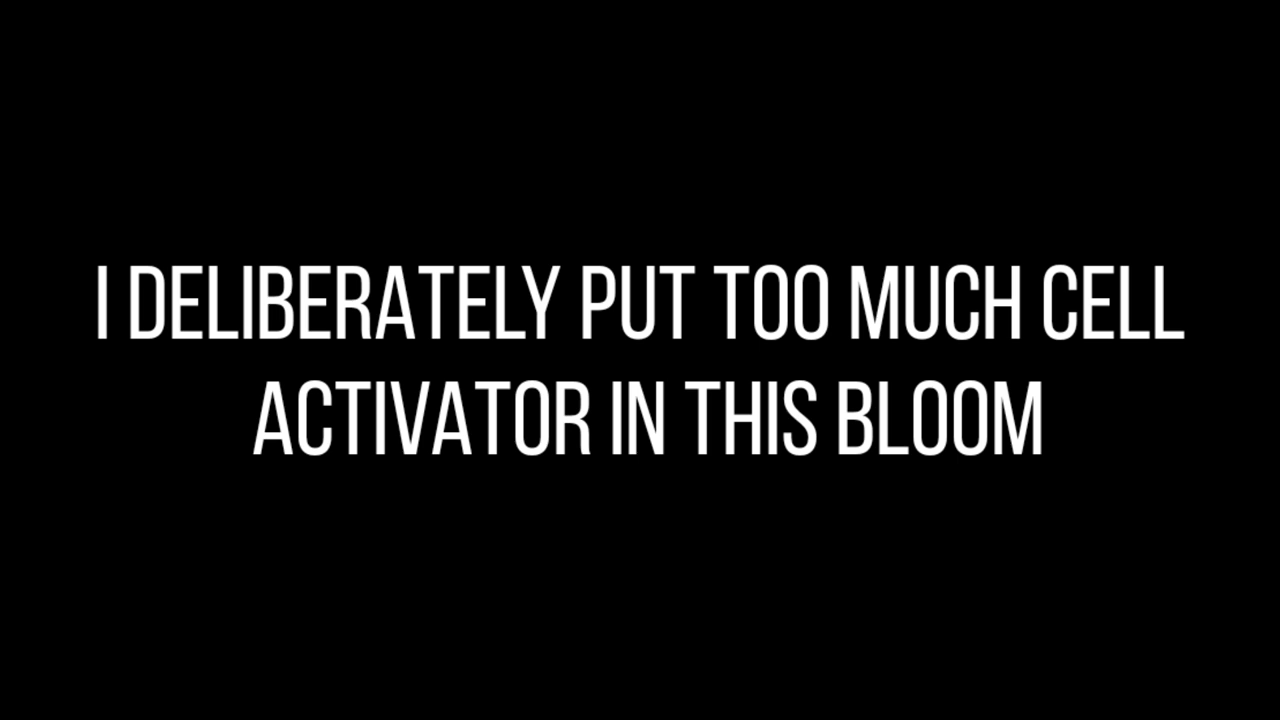 I DELIBERATELY PUT TOO MUCH CELL
ACTIVATOR IN THIS BLOOM